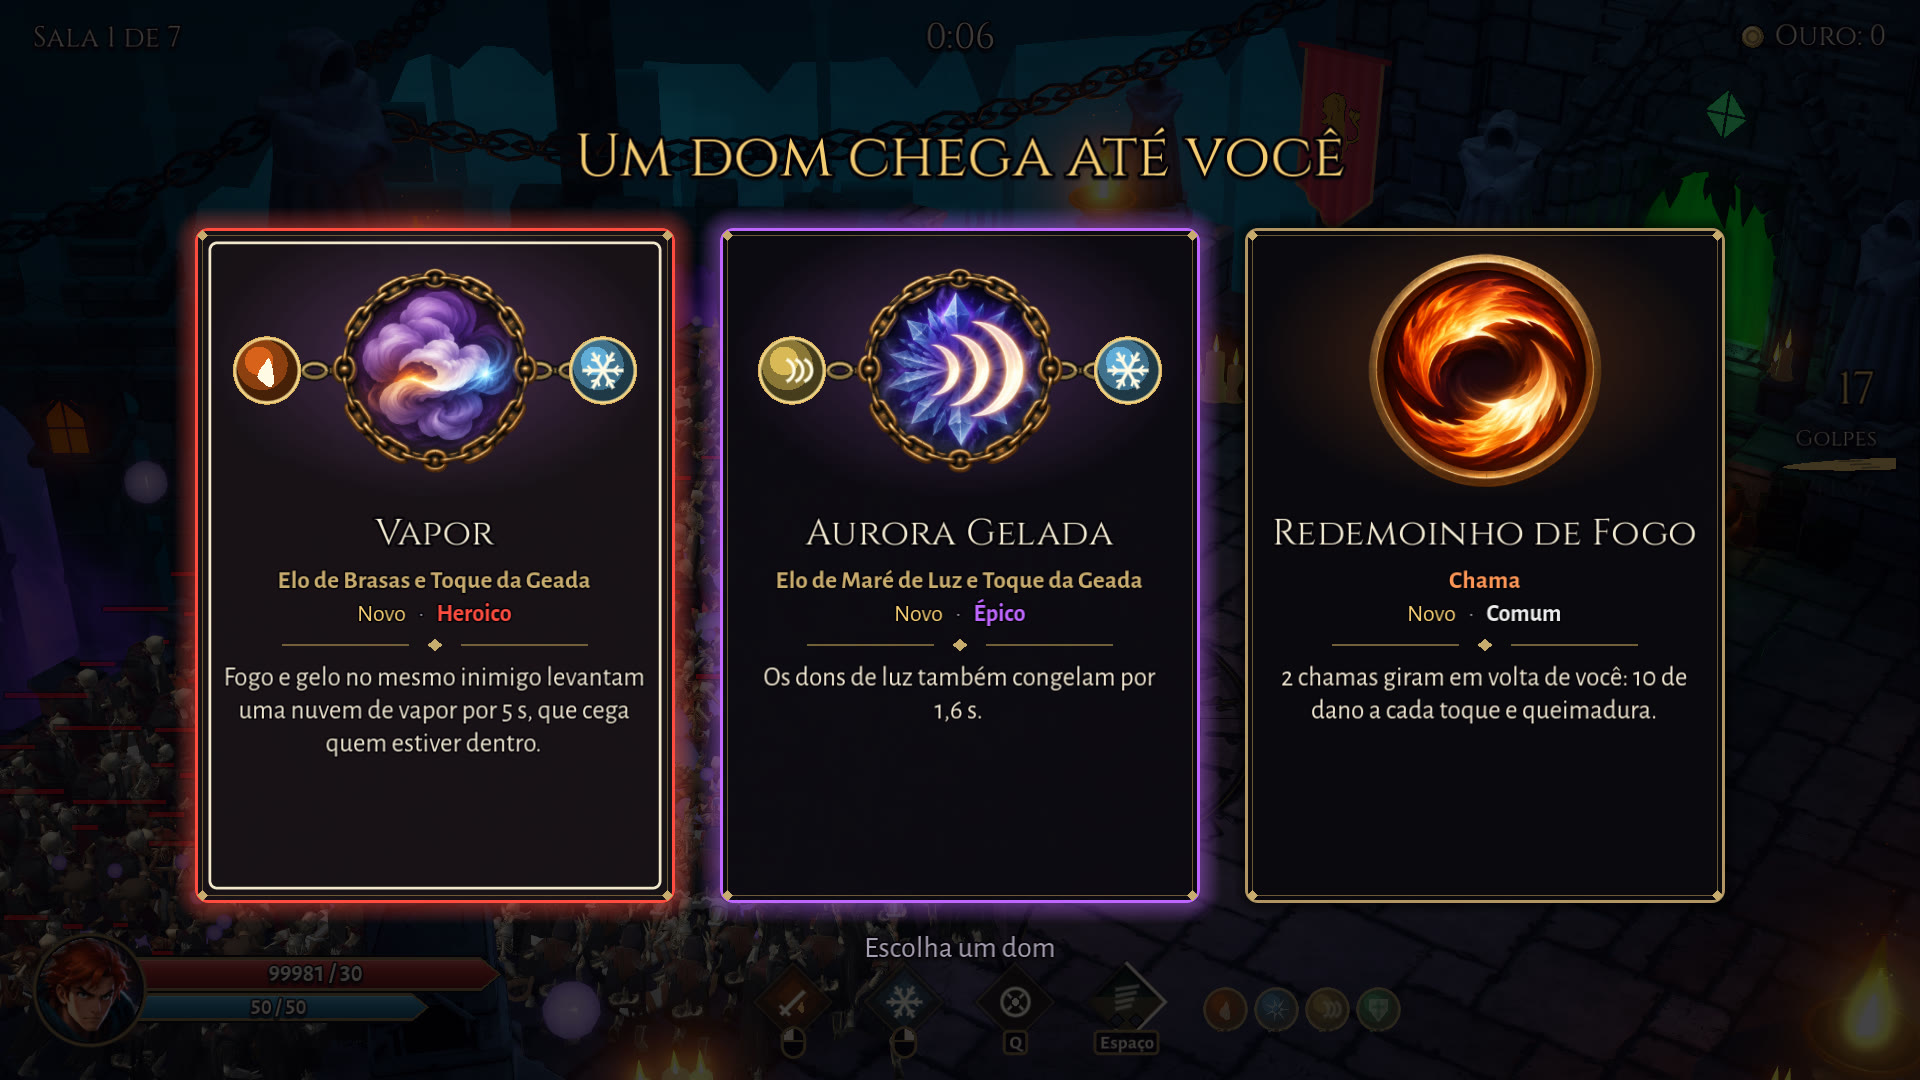 Sala 1 de 7
0:06
Ouro: 0
Um dom chega até você
Vapor
Elo de Brasas e Toque da Geada
Novo · Heroico
Fogo e gelo no mesmo inimigo levantam
uma nuvem de vapor por 5 s, que cega
quem estiver dentro.
Aurora Gelada
Elo de Maré de Luz e Toque da Geada
Novo · Épico
Os dons de luz também congelam por
1,6 s.
Redemoinho de Fogo
Chama
Novo · Comum
2 chamas giram em volta de você: 10 de
dano a cada toque e queimadura.
17
Golpes
Escolha um dom
99981 / 30
50 / 50
Q
Espaço